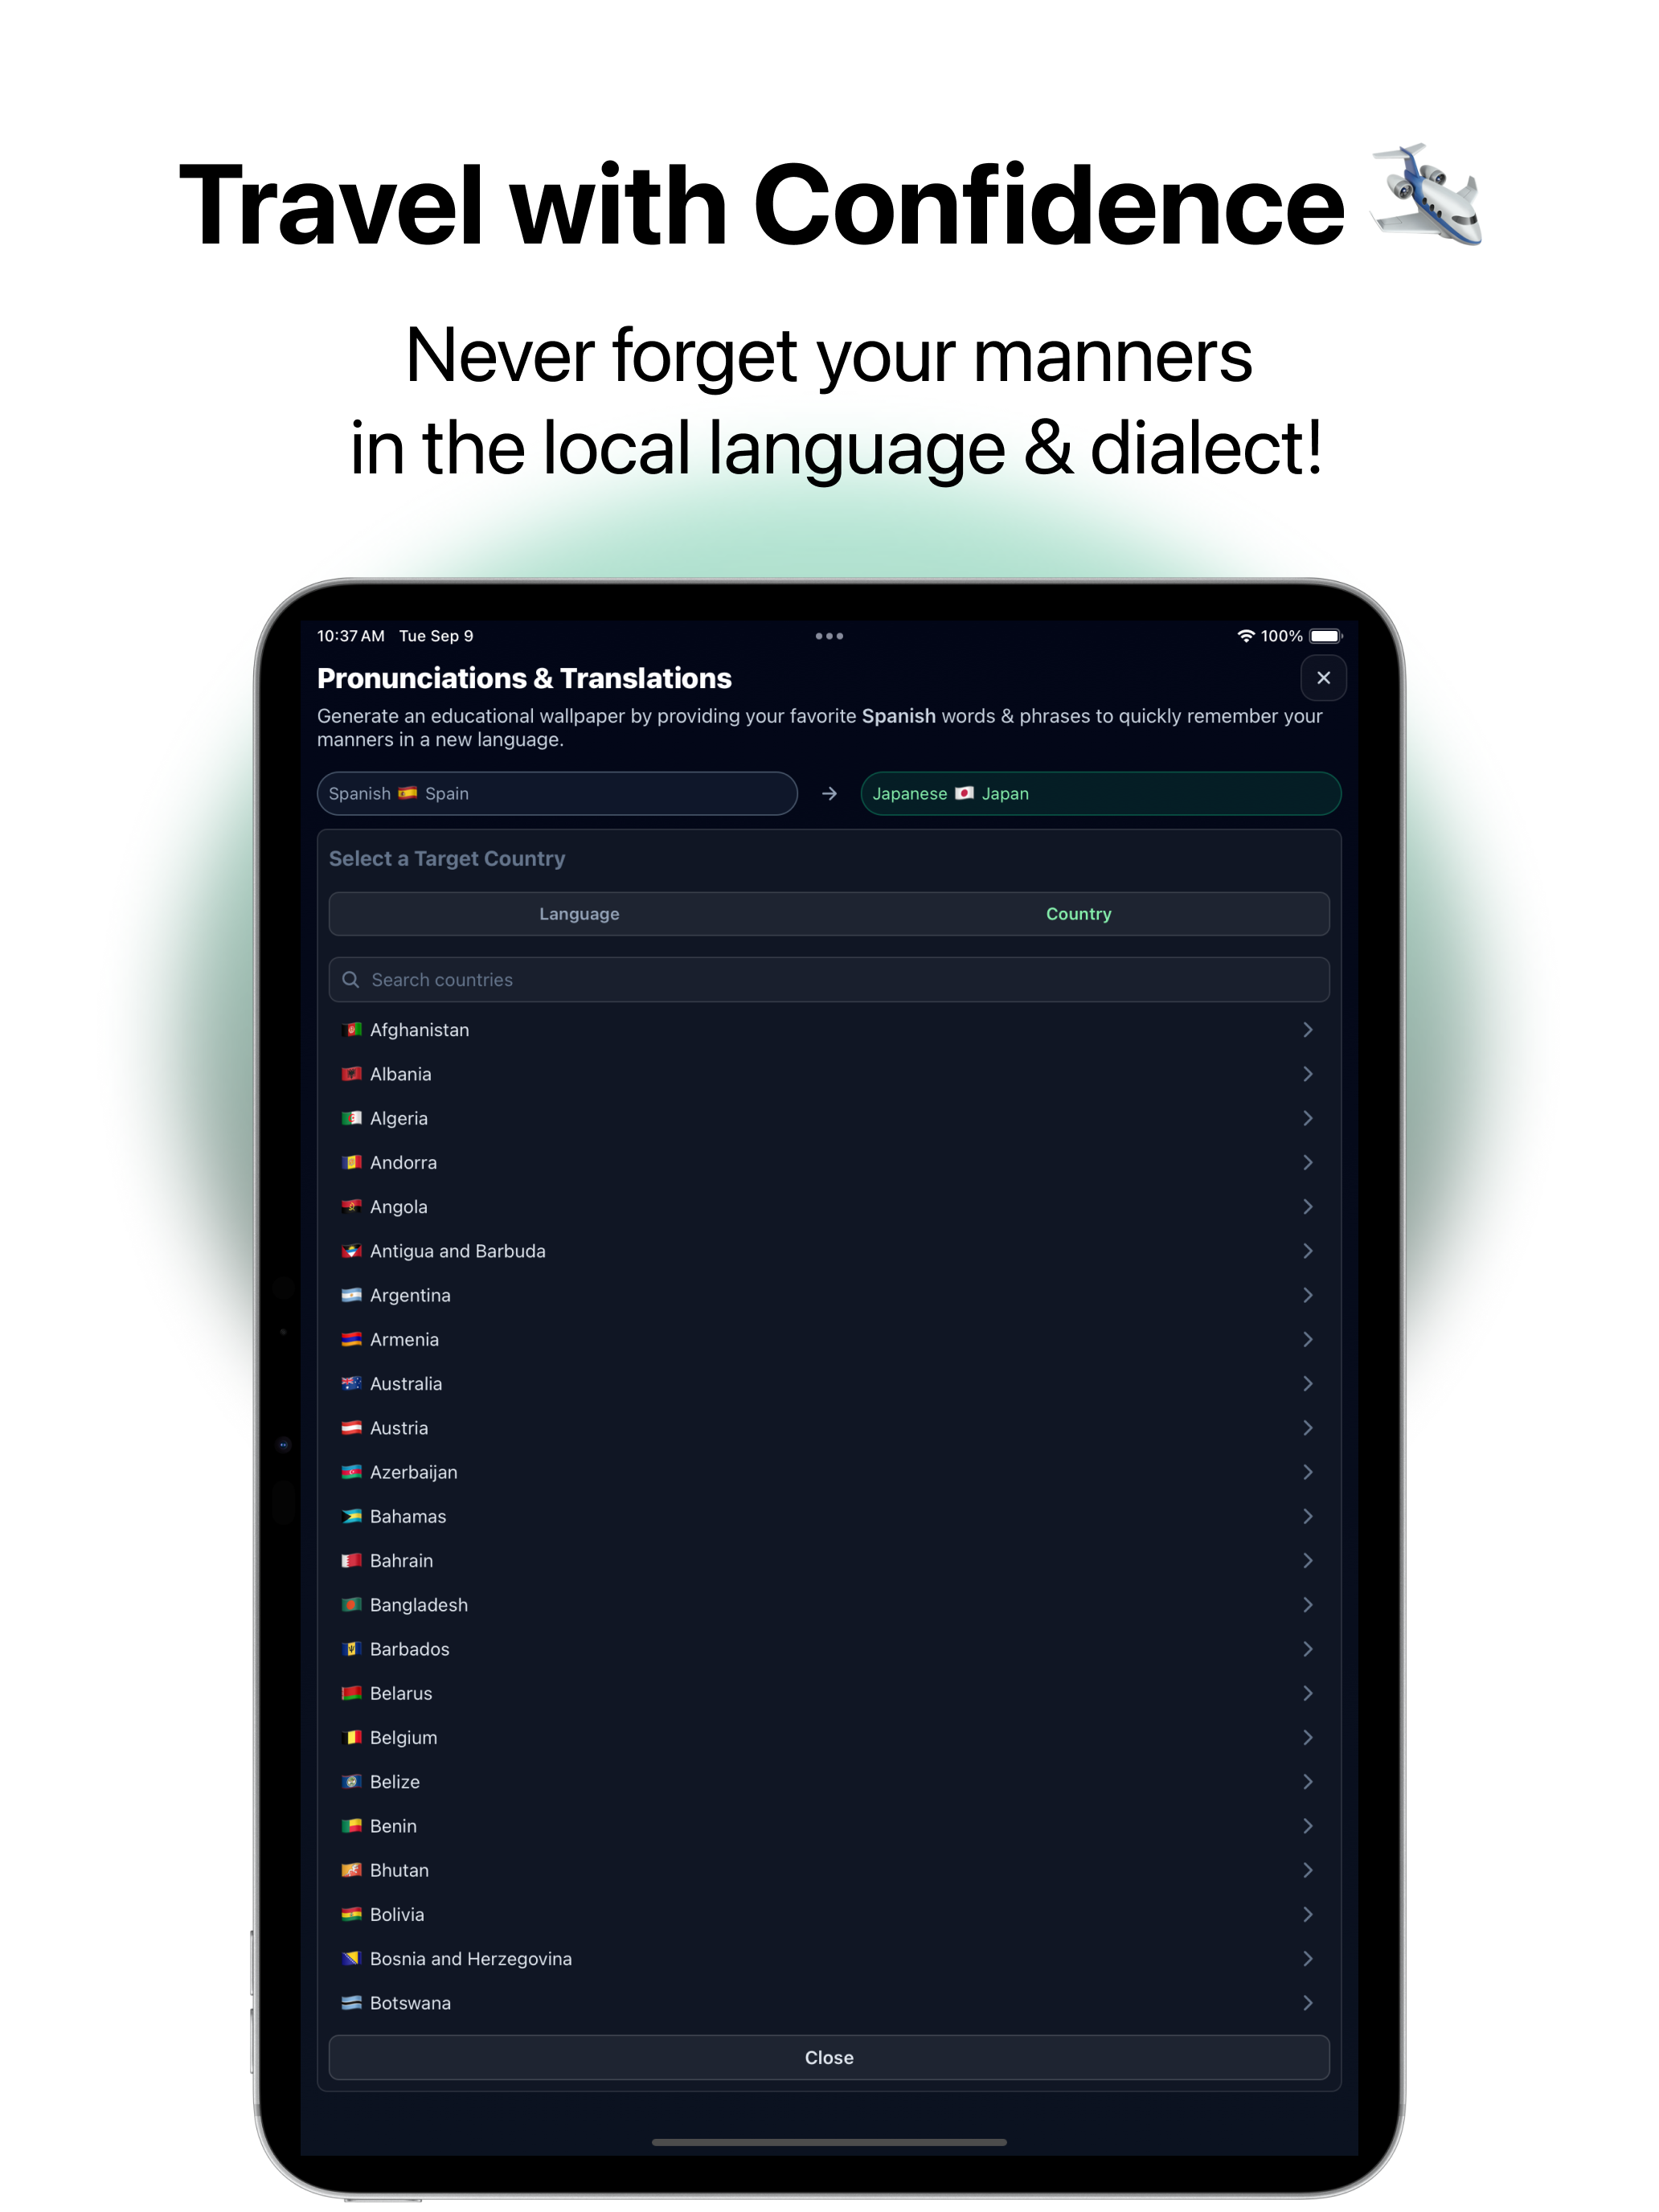 Travel with Confidence
Never forget your manners
in the local language & dialect!
10:37 AM Tue Sep 9
100%
Pronunciations & Translations
Generate an educational wallpaper by providing your favorite Spanish words & phrases to quickly remember your
manners in a new language.
Spanish 🇪🇸 Spain → Japanese 🇯🇵 Japan
Select a Target Country
Language Country
Search countries
🇦🇫 Afghanistan
🇦🇱 Albania
🇩🇿 Algeria
🇦🇩 Andorra
🇦🇴 Angola
🇦🇬 Antigua and Barbuda
🇦🇷 Argentina
🇦🇲 Armenia
🇦🇺 Australia
🇦🇹 Austria
🇦🇿 Azerbaijan
🇧🇸 Bahamas
🇧🇭 Bahrain
🇧🇩 Bangladesh
🇧🇧 Barbados
🇧🇾 Belarus
🇧🇪 Belgium
🇧🇿 Belize
🇧🇯 Benin
🇧🇹 Bhutan
🇧🇴 Bolivia
🇧🇦 Bosnia and Herzegovina
🇧🇼 Botswana
Close